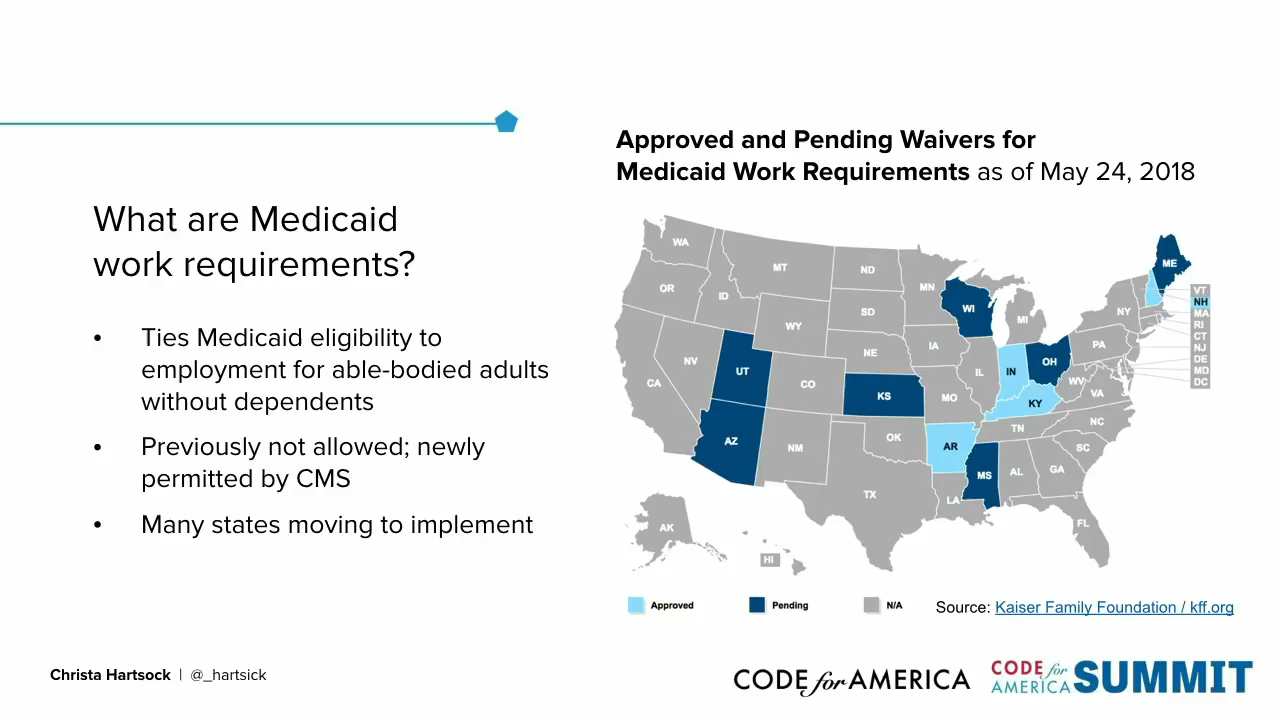 Approved and Pending Waivers for
Medicaid Work Requirements as of May 24, 2018
What are Medicaid
work requirements?
• Ties Medicaid eligibility to
employment for able-bodied adults
without dependents
• Previously not allowed; newly
permitted by CMS
• Many states moving to implement
WA
MT
ND
MN
OR
ID
WY
SD
WI
MI
NY
ME
VT
NH
MA
RI
CT
NJ
DE
MD
DC
NV
UT
CO
NE
IA
IL
IN
OH
PA
CA
KS
MO
KY
WV
VA
AZ
NM
OK
AR
TN
NC
SC
TX
LA
MS
AL
GA
FL
AK
HI
Approved
Pending
N/A
Source: Kaiser Family Foundation / kff.org
Christa Hartsock | @_hartsick
CODE for AMERICA
CODE for
AMERICA SUMMIT